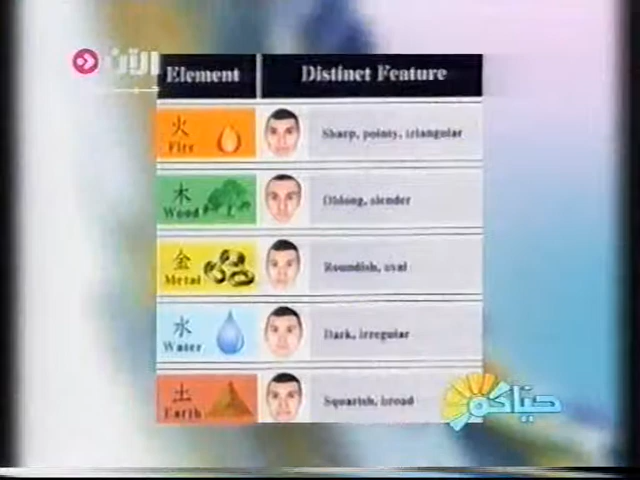 الآن
Element Distinct Feature
火
Fire
Sharp, pointy, triangular
木
Wood
Oblong, slender
金
Metal
Roundish, oval
水
Water
Dark, irregular
土
Earth
Squarish, broad
حياكم